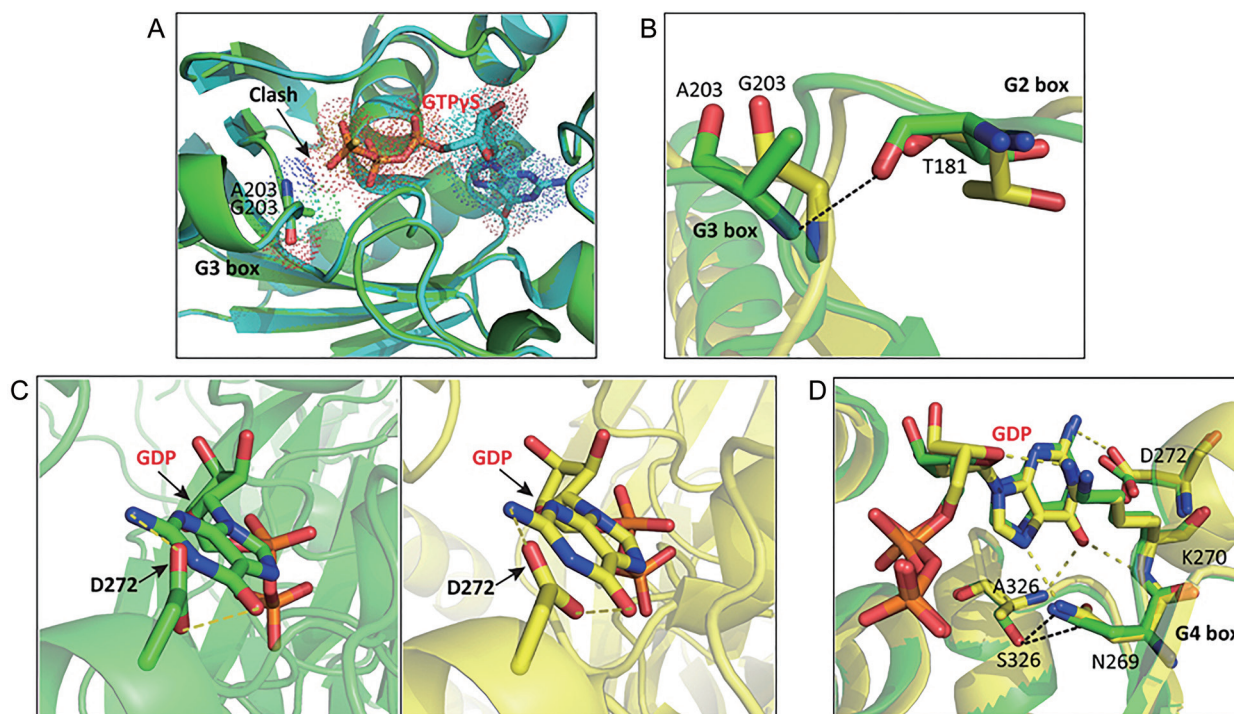 A
Clash
GTPγS
A203
G203
G3 box
B
A203
G203
G2 box
T181
G3 box
C
GDP
D272
GDP
D272
D
GDP
D272
K270
A326
G4 box
S326
N269